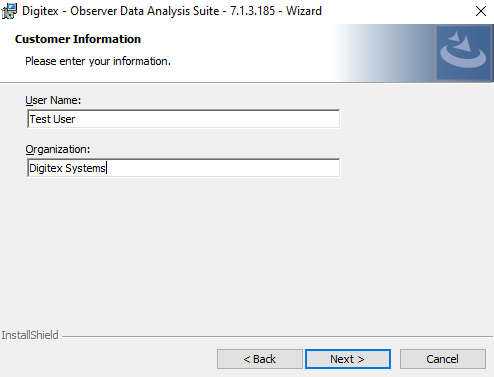 Digitex - Observer Data Analysis Suite - 7.1.3.185 - Wizard
Customer Information
Please enter your information.
User Name:
Test User
Organization:
Digitex Systems
InstallShield
< Back
Next >
Cancel